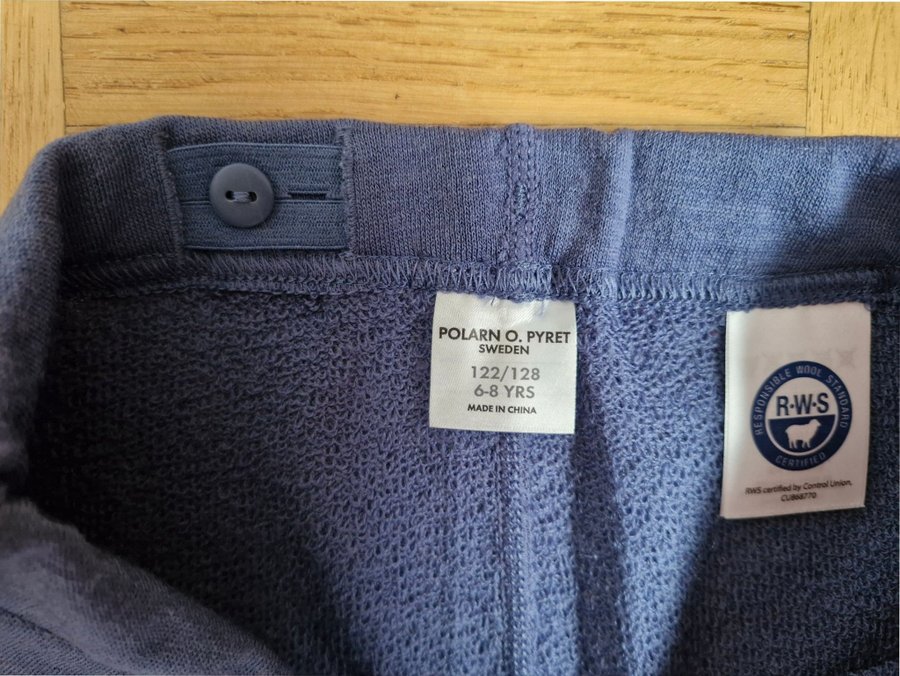 POLARN O. PYRET
SWEDEN
122/128
6-8 YRS
MADE IN CHINA
RESPONSIBLE WOOL STANDARD
R·W·S
CERTIFIED
RWS certified by Control Union,
CU868770